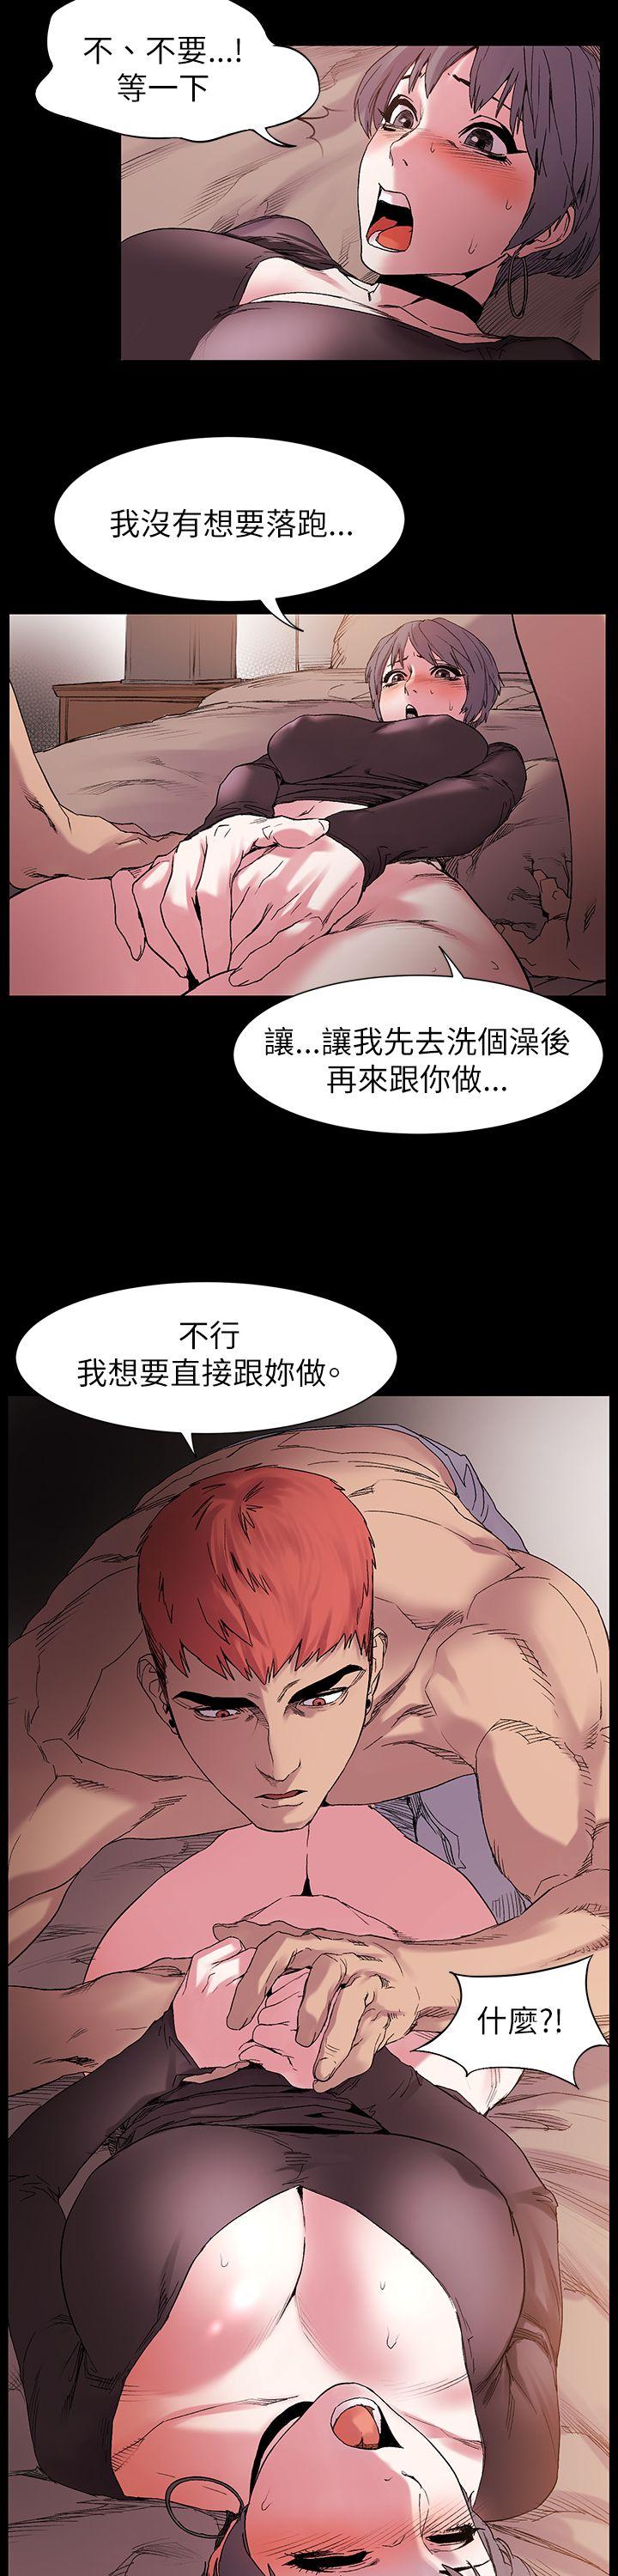 不、不要...!
等一下
我沒有想要落跑...
讓...讓我先去洗個澡後
再來跟你做...
不行
我想要直接跟妳做。
什麼?!